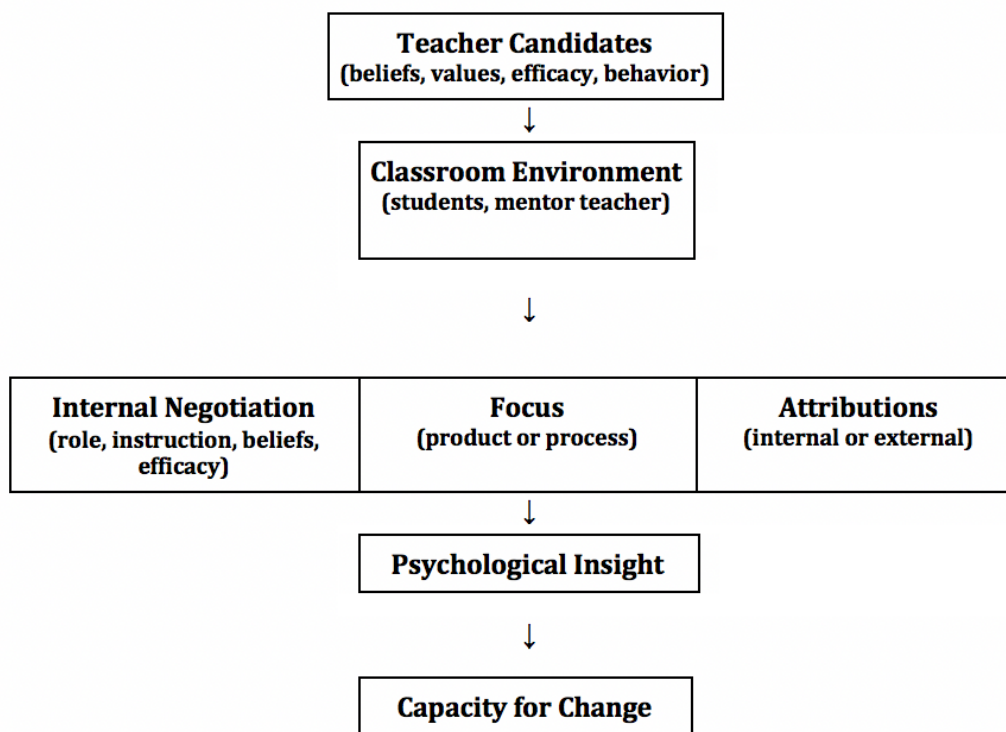 Teacher Candidates
(beliefs, values, efficacy, behavior)
↓
Classroom Environment
(students, mentor teacher)
↓
Internal Negotiation
(role, instruction, beliefs,
efficacy)
Focus
(product or process)
Attributions
(internal or external)
↓
Psychological Insight
↓
Capacity for Change